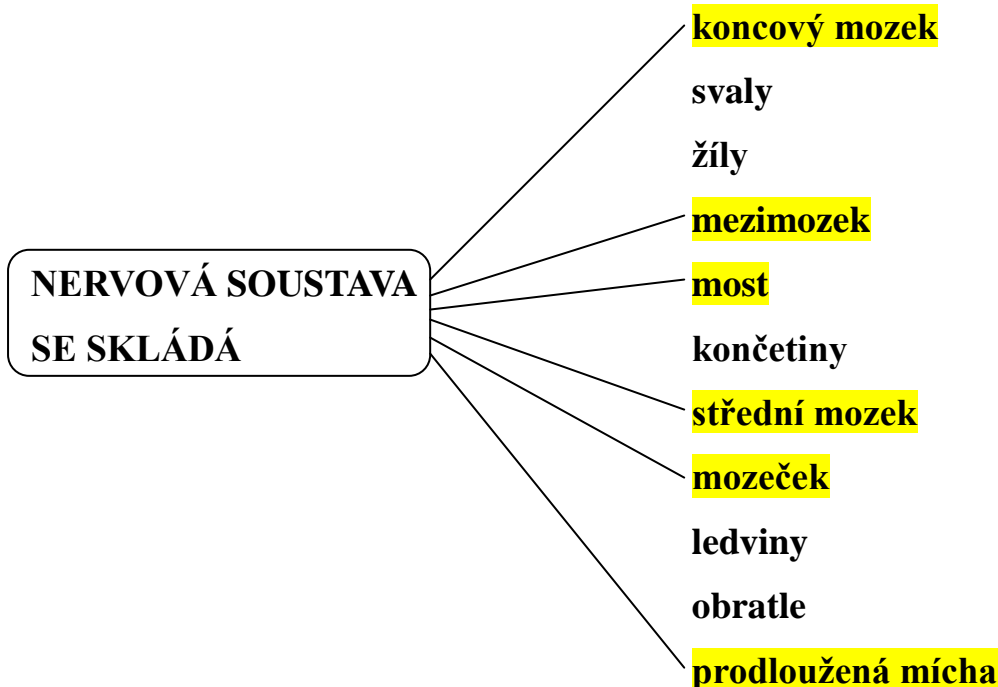 koncový mozek
svaly
žíly
mezimozek
NERVOVÁ SOUSTAVA
SE SKLÁDÁ
most
končetiny
střední mozek
mozeček
ledviny
obratle
prodloužená mícha